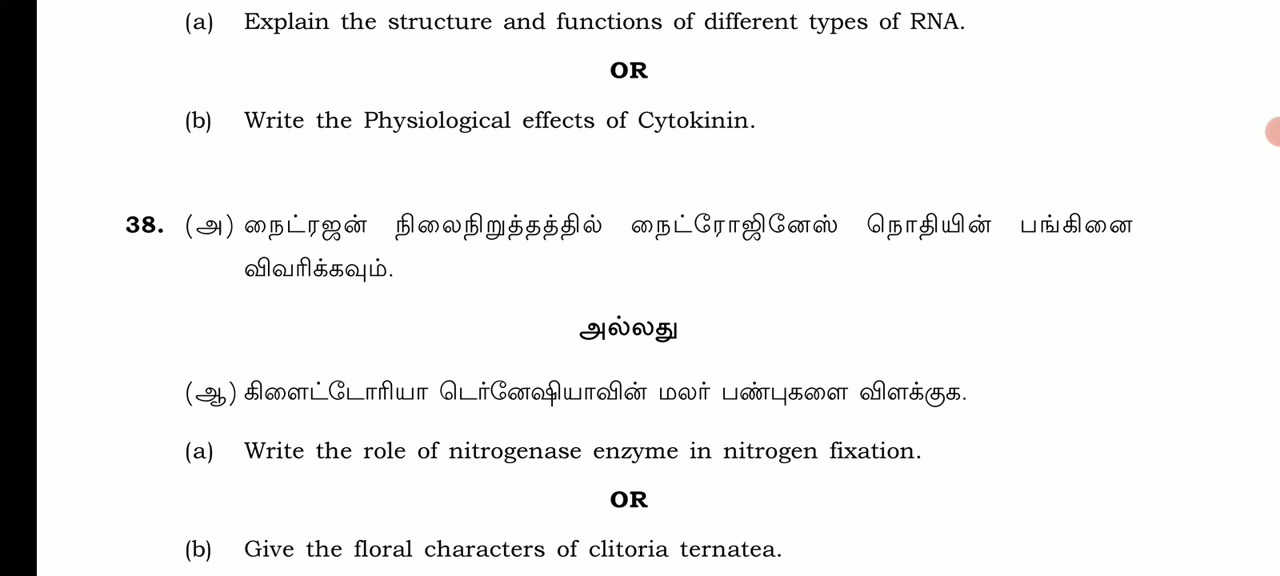 (a) Explain the structure and functions of different types of RNA.
OR
(b) Write the Physiological effects of Cytokinin.
38. (அ) நைட்ரஜன் நிலைநிறுத்தத்தில் நைட்ரோஜினேஸ் நொதியின் பங்கினை
விவரிக்கவும்.
அல்லது
(ஆ) கிளைட்டோரியா டெர்னேஷியாவின் மலர் பண்புகளை விளக்குக.
(a) Write the role of nitrogenase enzyme in nitrogen fixation.
OR
(b) Give the floral characters of clitoria ternatea.